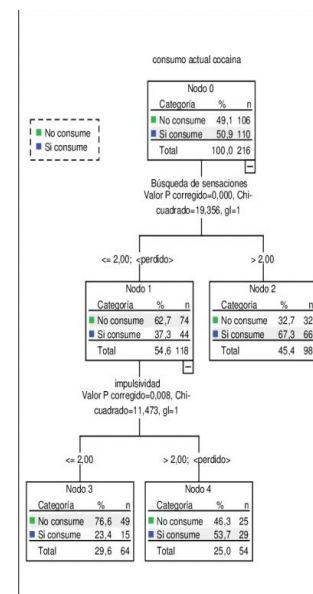 consumo actual cocaina
No consume
Si consume
Nodo 0
Categoría % n
No consume 49,1 106
Si consume 50,9 110
Total 100,0 216
Búsqueda de sensaciones
Valor P corregido=0,000, Chi-
cuadrado=19,356, gl=1
<= 2,00; <perdido>
> 2,00
Nodo 1
Categoría % n
No consume 62,7 74
Si consume 37,3 44
Total 54,6 118
Nodo 2
Categoría % n
No consume 32,7 32
Si consume 67,3 66
Total 45,4 98
impulsividad
Valor P corregido=0,008, Chi-
cuadrado=11,473, gl=1
<= 2,00
> 2,00; <perdido>
Nodo 3
Categoría % n
No consume 76,6 49
Si consume 23,4 15
Total 29,6 64
Nodo 4
Categoría % n
No consume 46,3 25
Si consume 53,7 29
Total 25,0 54